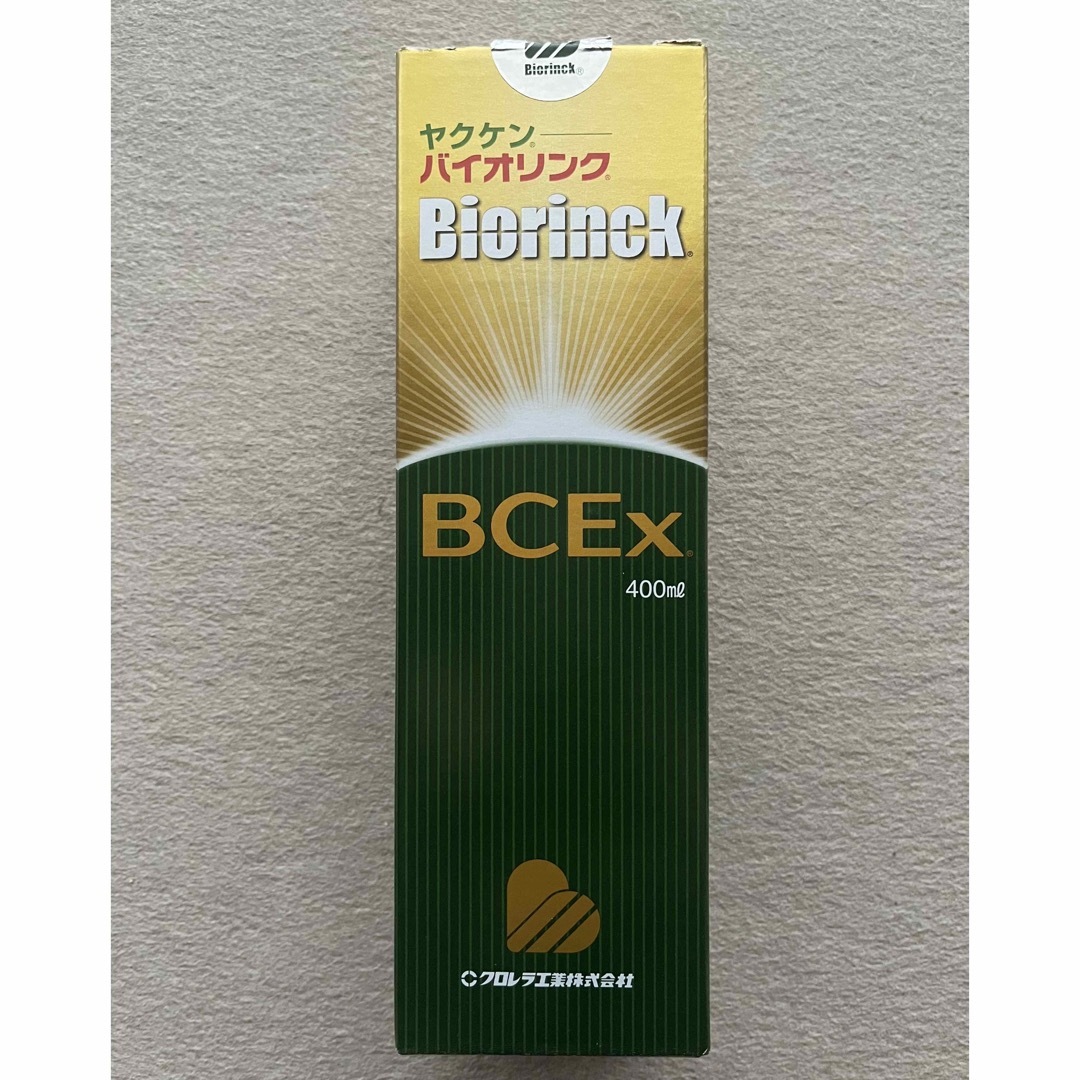 Biorinck®
ヤクケン®
バイオリンク®
Biorinck®
BCEx®
400ml
クロレラ工業株式会社